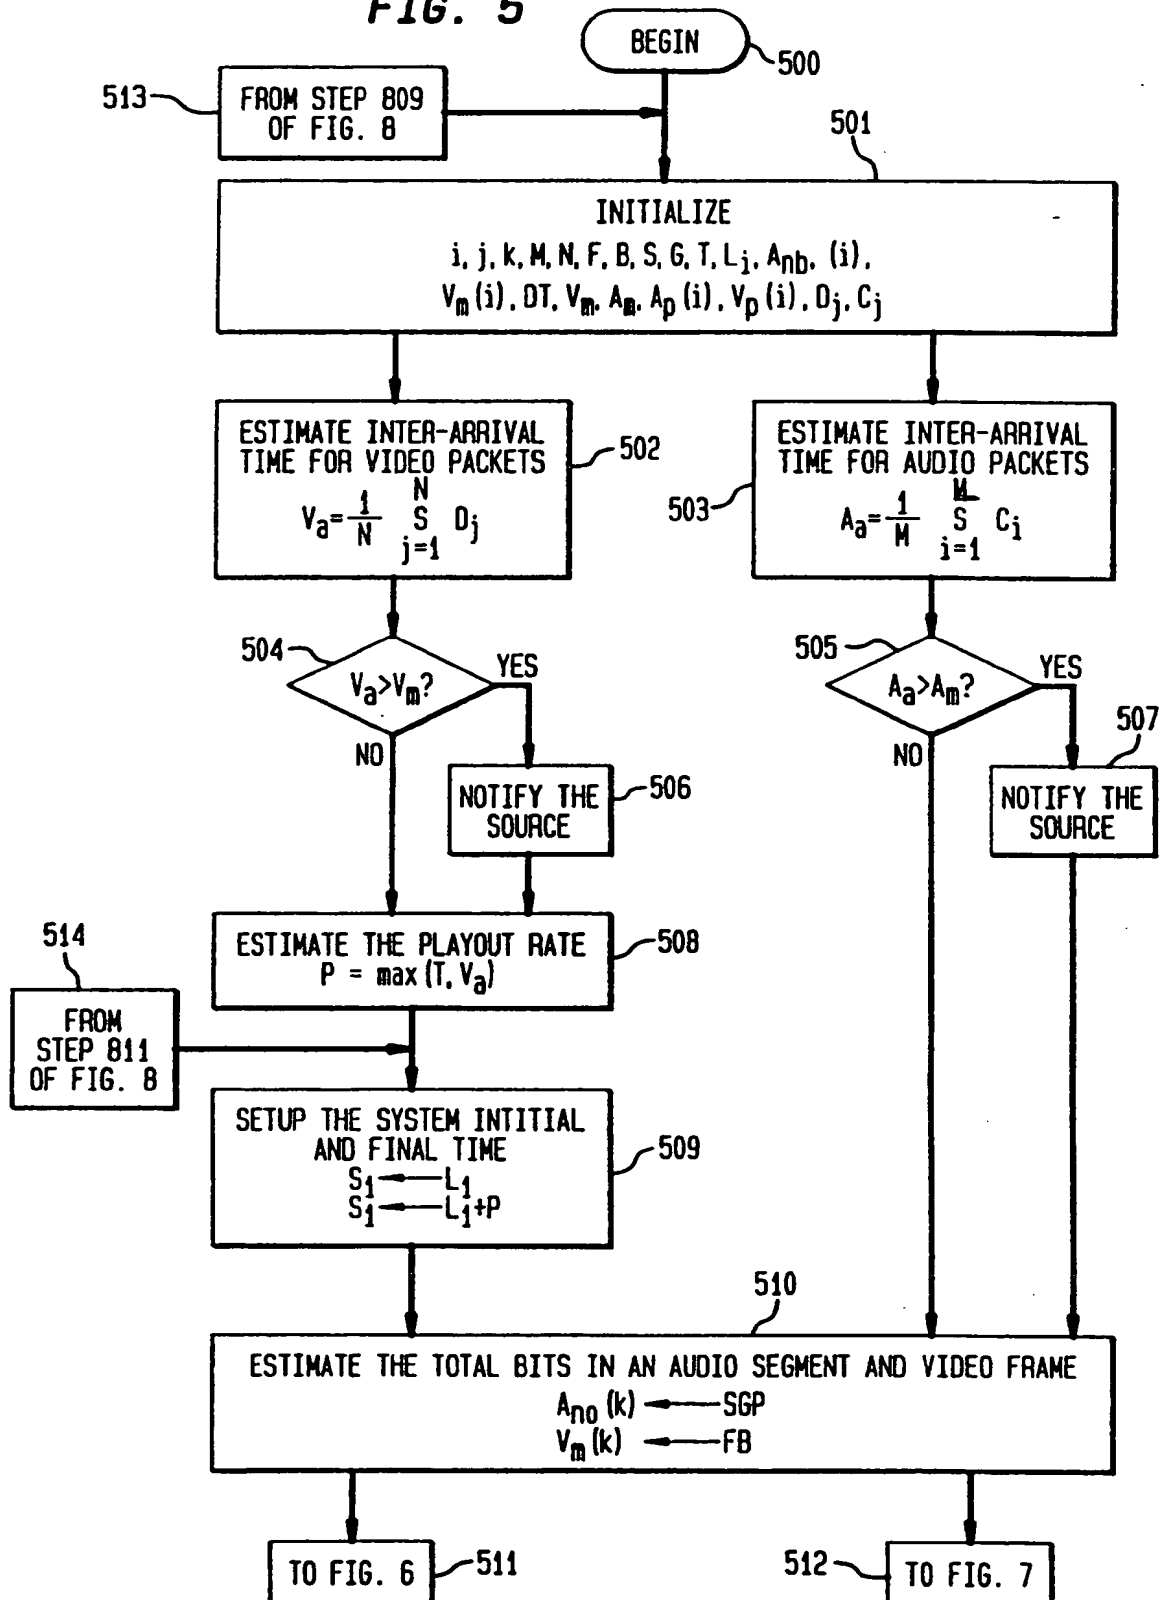 FIG. 5
BEGIN
500
513
FROM STEP 809
OF FIG. 8
501
INITIALIZE
i, j, k, M, N, F, B, S, G, T, Li, Anb, (i),
Vm(i), DT, Vm, Am, Ap(i), Vp(i), Dj, Cj
ESTIMATE INTER-ARRIVAL
TIME FOR VIDEO PACKETS
N
Va= 1/N S Dj
j=1
502
ESTIMATE INTER-ARRIVAL
TIME FOR AUDIO PACKETS
M
Aa= 1/M S Ci
i=1
503
504
Va>Vm?
YES
NO
505
Aa>Am?
YES
NO
507
NOTIFY THE
SOURCE
506
NOTIFY THE
SOURCE
514
ESTIMATE THE PLAYOUT RATE
P = max(T, Va)
508
FROM
STEP 811
OF FIG. 8
SETUP THE SYSTEM INTITIAL
AND FINAL TIME
S1 ← L1
S1 ← L1+P
509
510
ESTIMATE THE TOTAL BITS IN AN AUDIO SEGMENT AND VIDEO FRAME
Ano(k) ← SGP
Vm(k) ← FB
TO FIG. 6
511
512
TO FIG. 7